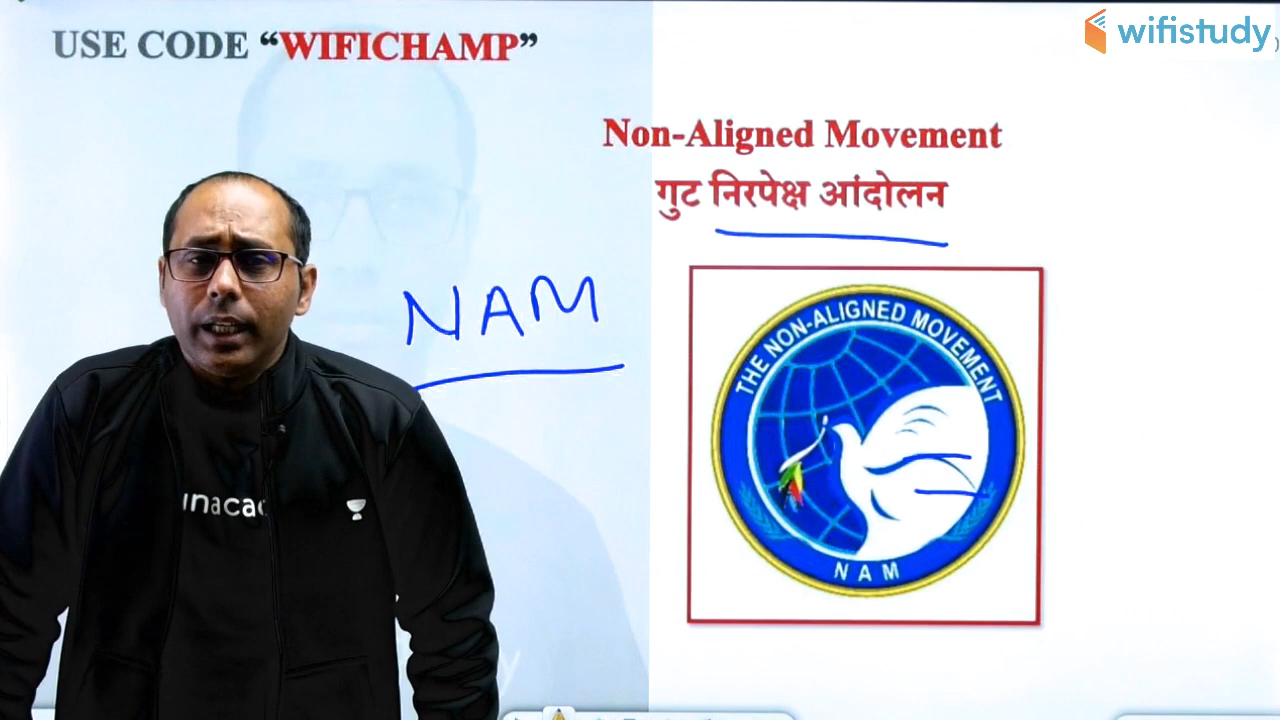 USE CODE “WIFICHAMP”
wifistudy
Non-Aligned Movement
गुट निरपेक्ष आंदोलन
NAM
THE NON-ALIGNED MOVEMENT
NAM